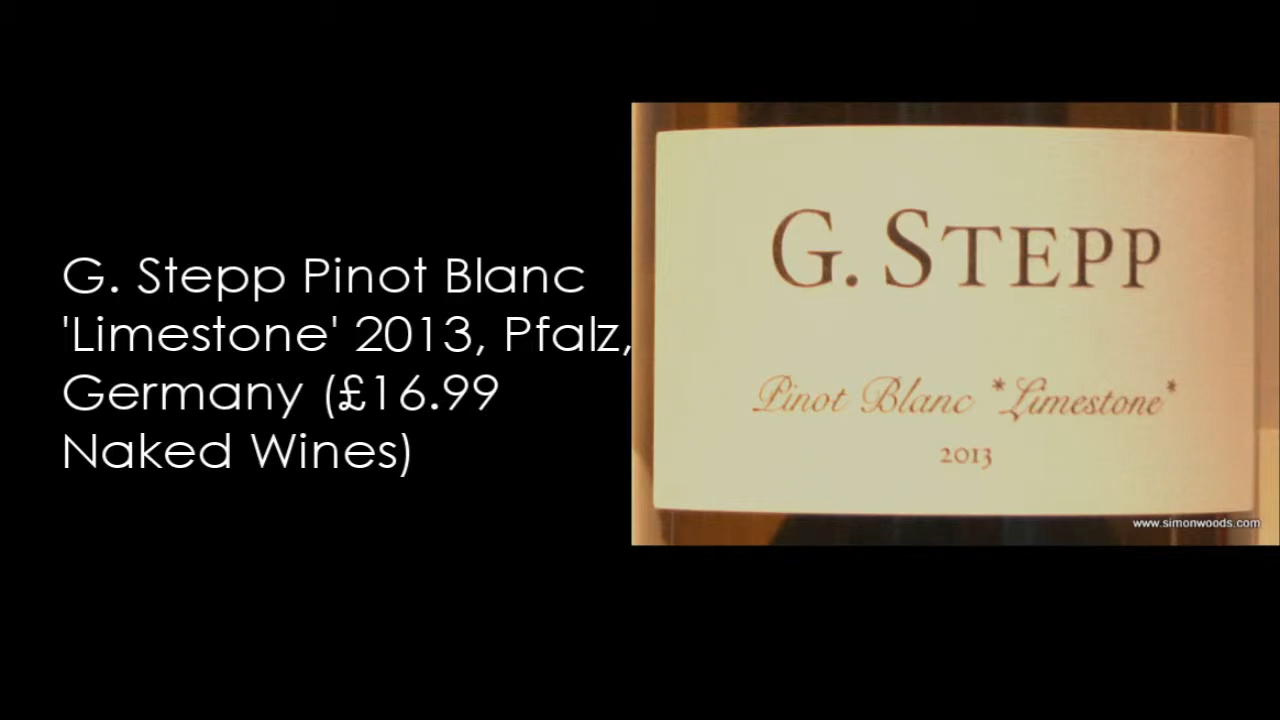 G. Stepp Pinot Blanc
'Limestone' 2013, Pfalz,
Germany (£16.99
Naked Wines)
G. STEPP
Pinot Blanc *Limestone*
2013
www.simonwoods.com